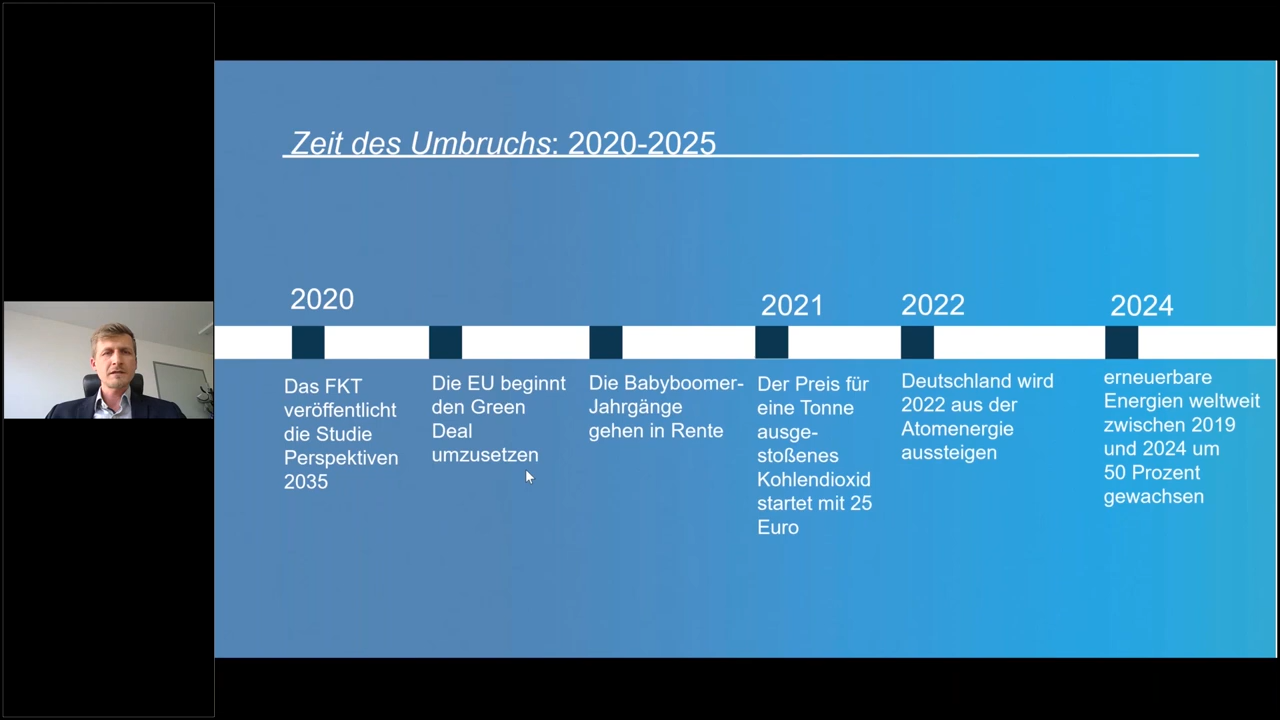 Zeit des Umbruchs: 2020-2025
2020
Das FKT
veröffentlicht
die Studie
Perspektiven
2035
Die EU beginnt
den Green
Deal
umzusetzen
Die Babyboomer-
Jahrgänge
gehen in Rente
2021
Der Preis für
eine Tonne
ausge-
stoßenes
Kohlendioxid
startet mit 25
Euro
2022
Deutschland wird
2022 aus der
Atomenergie
aussteigen
2024
erneuerbare
Energien weltweit
zwischen 2019
und 2024 um
50 Prozent
gewachsen